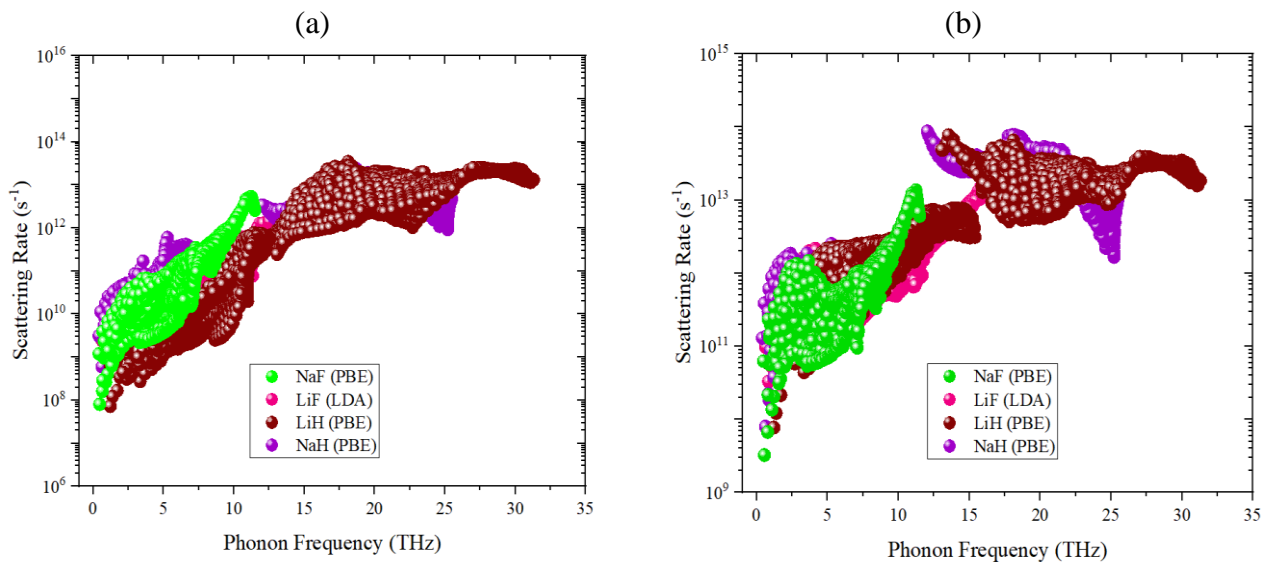 (a)
10^16
10^14
10^12
10^10
10^8
10^6
Scattering Rate (s^-1)
NaF (PBE)
LiF (LDA)
LiH (PBE)
NaH (PBE)
0 5 10 15 20 25 30 35
Phonon Frequency (THz)
(b)
10^15
10^13
10^11
10^9
Scattering Rate (s^-1)
NaF (PBE)
LiF (LDA)
LiH (PBE)
NaH (PBE)
0 5 10 15 20 25 30 35
Phonon Frequency (THz)